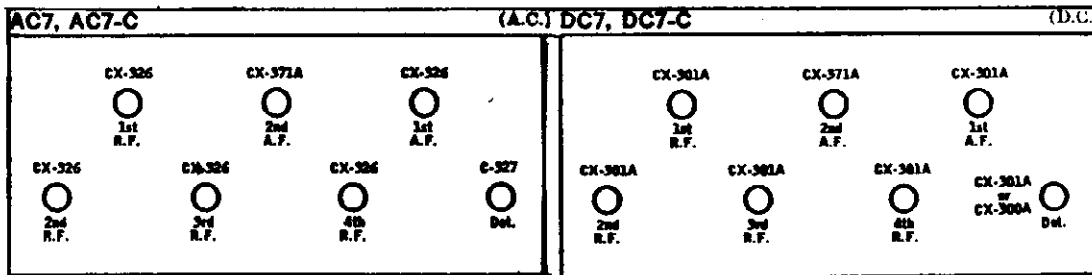 AC7, AC7-C (A.C.)
CX-326 CX-371A CX-326
1st 2nd 1st
R.F. A.F. A.F.
CX-326 CX-326 CX-326 C-327
2nd 3rd 4th Det.
R.F. R.F. R.F.
DC7, DC7-C (D.C.
CX-301A CX-371A CX-301A
1st 2nd 1st
R.F. A.F. A.F.
CX-301A CX-301A CX-301A CX-301A
or
CX-300A
2nd 3rd 4th Det.
R.F. R.F. R.F.